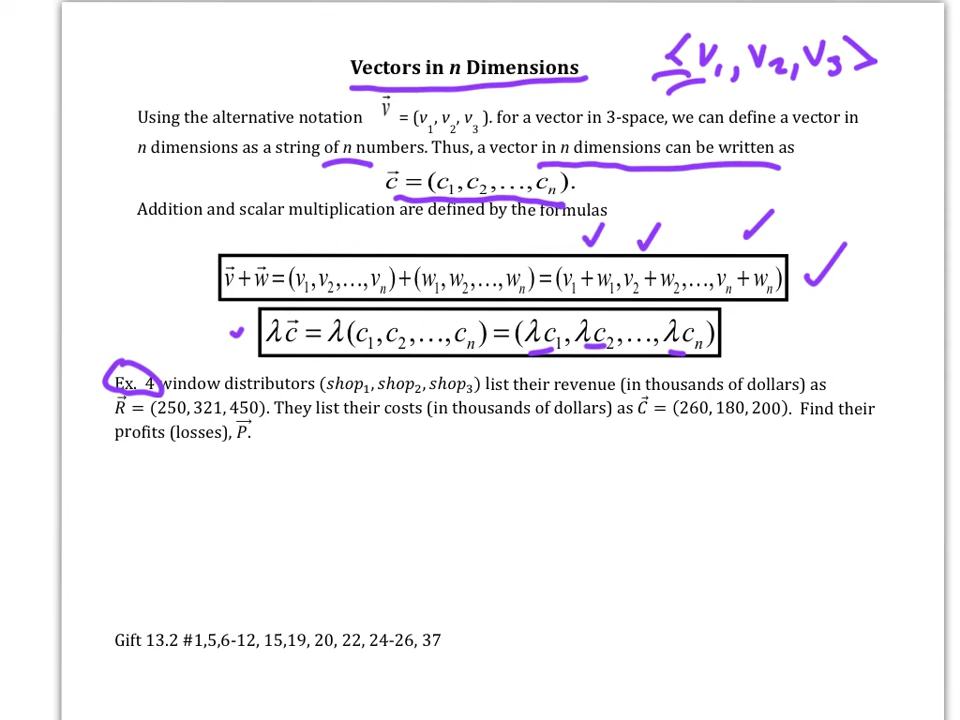 Vectors in n Dimensions
<v₁, v₂, v₃>
Using the alternative notation v⃗ = (v₁, v₂, v₃ ). for a vector in 3-space, we can define a vector in
n dimensions as a string of n numbers. Thus, a vector in n dimensions can be written as
c⃗ = (c₁,c₂,…,cₙ).
Addition and scalar multiplication are defined by the formulas
v⃗ + w⃗ = (v₁,v₂,…,vₙ)+(w₁,w₂,…,wₙ) = (v₁ + w₁,v₂ + w₂,…,vₙ + wₙ)
λc⃗ = λ(c₁,c₂,…,cₙ) = (λc₁,λc₂,…,λcₙ)
Ex. 4 window distributors (shop₁, shop₂, shop₃) list their revenue (in thousands of dollars) as
R⃗ = (250, 321, 450). They list their costs (in thousands of dollars) as C⃗ = (260, 180, 200). Find their
profits (losses), P⃗.
Gift 13.2 #1,5,6-12, 15,19, 20, 22, 24-26, 37